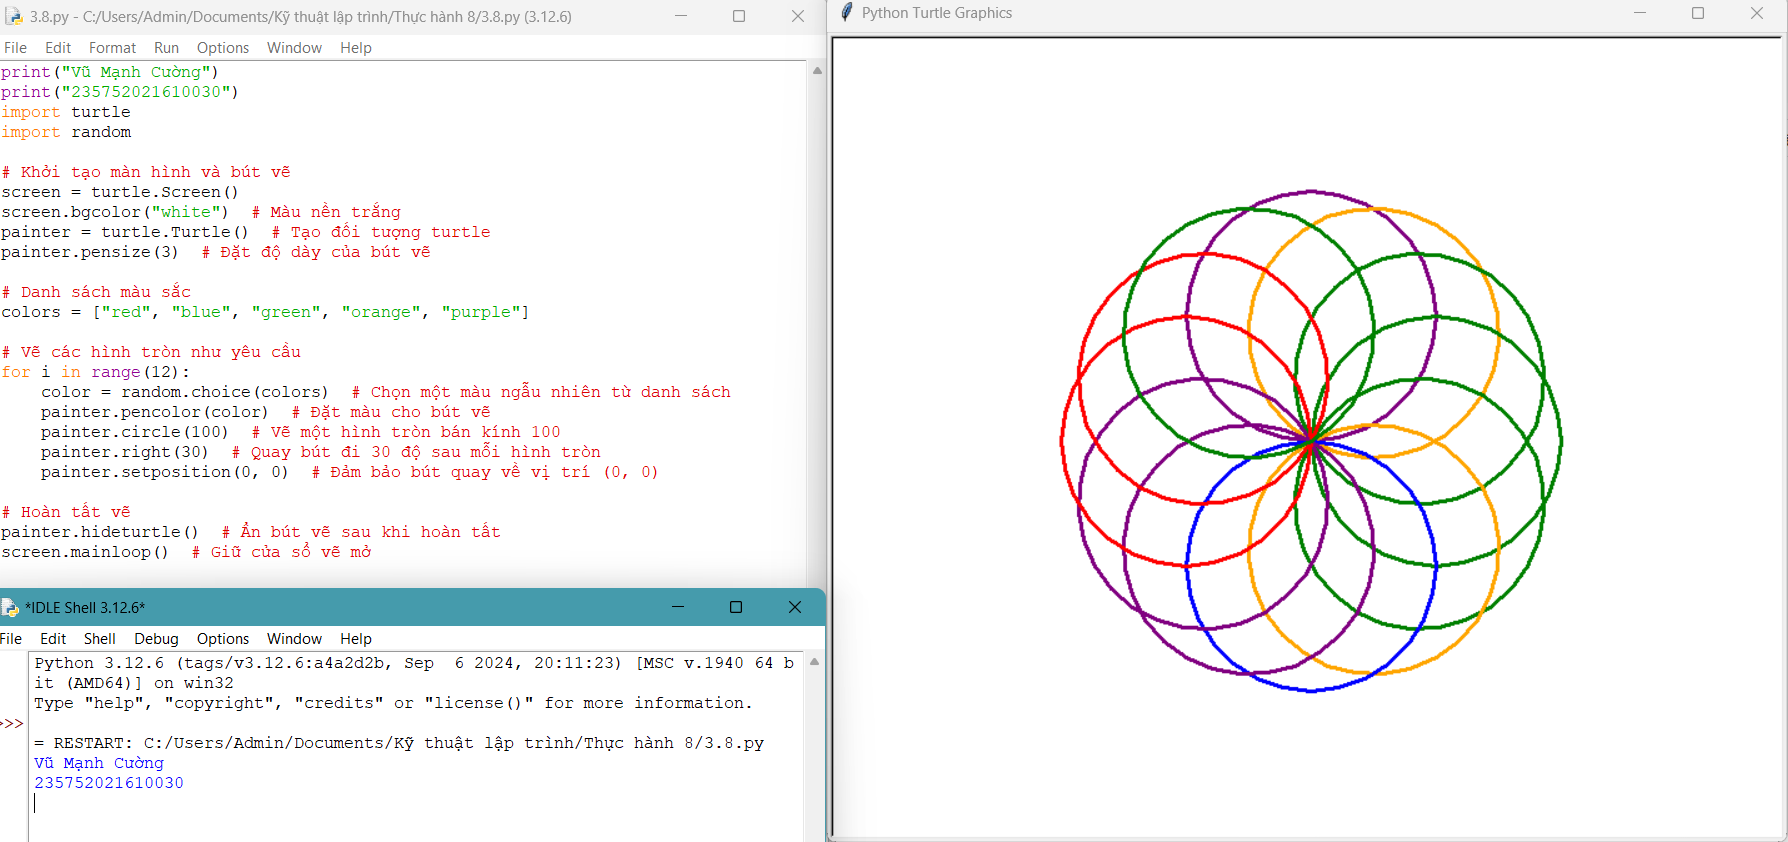 3.8.py - C:/Users/Admin/Documents/Kỹ thuật lập trình/Thực hành 8/3.8.py (3.12.6)
File Edit Format Run Options Window Help
print("Vũ Mạnh Cường")
print("235752021610030")
import turtle
import random
# Khởi tạo màn hình và bút vẽ
screen = turtle.Screen()
screen.bgcolor("white")  # Màu nền trắng
painter = turtle.Turtle()  # Tạo đối tượng turtle
painter.pensize(3)  # Đặt độ dày của bút vẽ
# Danh sách màu sắc
colors = ["red", "blue", "green", "orange", "purple"]
# Vẽ các hình tròn như yêu cầu
for i in range(12):
    color = random.choice(colors)  # Chọn một màu ngẫu nhiên từ danh sách
    painter.pencolor(color)  # Đặt màu cho bút vẽ
    painter.circle(100)  # Vẽ một hình tròn bán kính 100
    painter.right(30)  # Quay bút đi 30 độ sau mỗi hình tròn
    painter.setposition(0, 0)  # Đảm bảo bút quay về vị trí (0, 0)
# Hoàn tất vẽ
painter.hideturtle()  # Ẩn bút vẽ sau khi hoàn tất
screen.mainloop()  # Giữ cửa sổ vẽ mở
*IDLE Shell 3.12.6*
File Edit Shell Debug Options Window Help
Python 3.12.6 (tags/v3.12.6:a4a2d2b, Sep  6 2024, 20:11:23) [MSC v.1940 64 b
it (AMD64)] on win32
Type "help", "copyright", "credits" or "license()" for more information.
>>>
= RESTART: C:/Users/Admin/Documents/Kỹ thuật lập trình/Thực hành 8/3.8.py
Vũ Mạnh Cường
235752021610030
Python Turtle Graphics